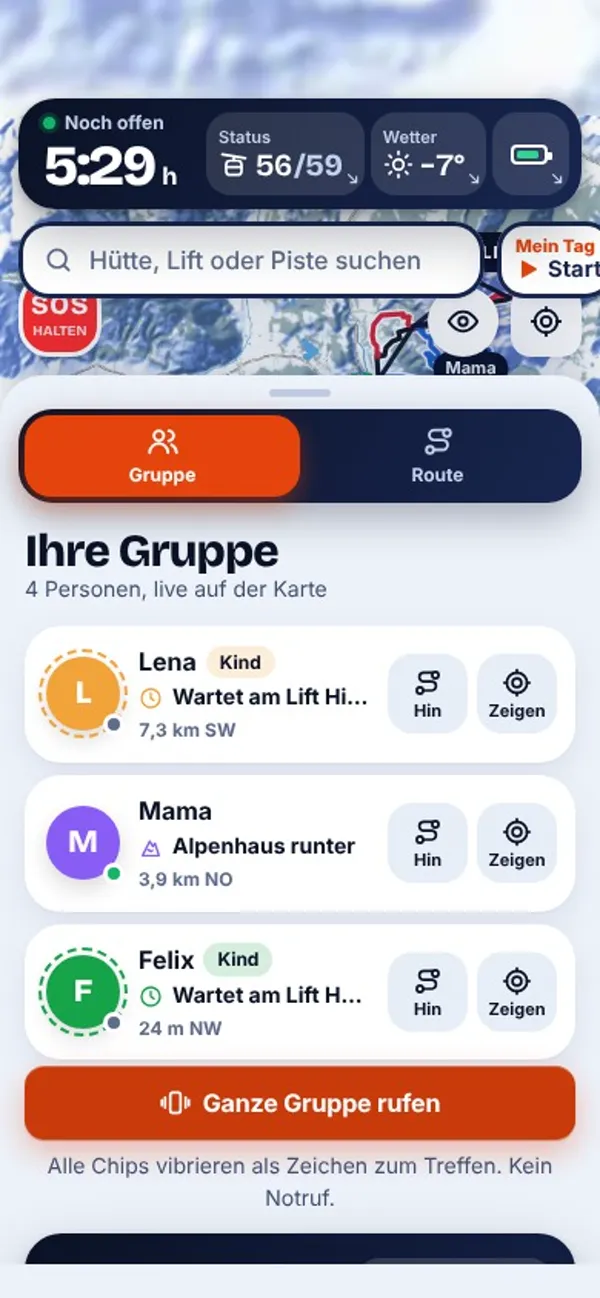 Noch offen
5:29 h
Status
56/59
Wetter
-7°
Hütte, Lift oder Piste suchen
Mein Tag
Start
SOS
HALTEN
Mama
Gruppe
Route
Ihre Gruppe
4 Personen, live auf der Karte
L
Lena Kind
Wartet am Lift Hi...
7,3 km SW
Hin
Zeigen
M
Mama
Alpenhaus runter
3,9 km NO
Hin
Zeigen
F
Felix Kind
Wartet am Lift H...
24 m NW
Hin
Zeigen
Ganze Gruppe rufen
Alle Chips vibrieren als Zeichen zum Treffen. Kein
Notruf.